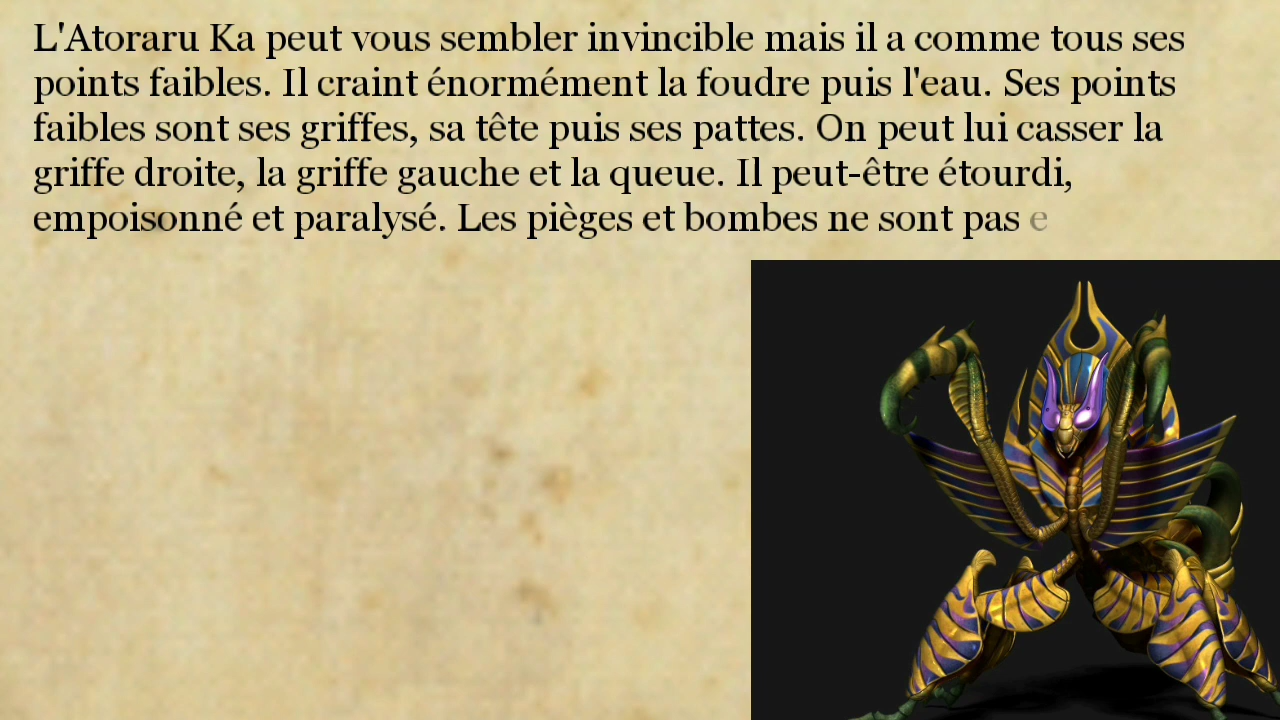 L'Atoraru Ka peut vous sembler invincible mais il a comme tous ses
points faibles. Il craint énormément la foudre puis l'eau. Ses points
faibles sont ses griffes, sa tête puis ses pattes. On peut lui casser la
griffe droite, la griffe gauche et la queue. Il peut-être étourdi,
empoisonné et paralysé. Les pièges et bombes ne sont pas e